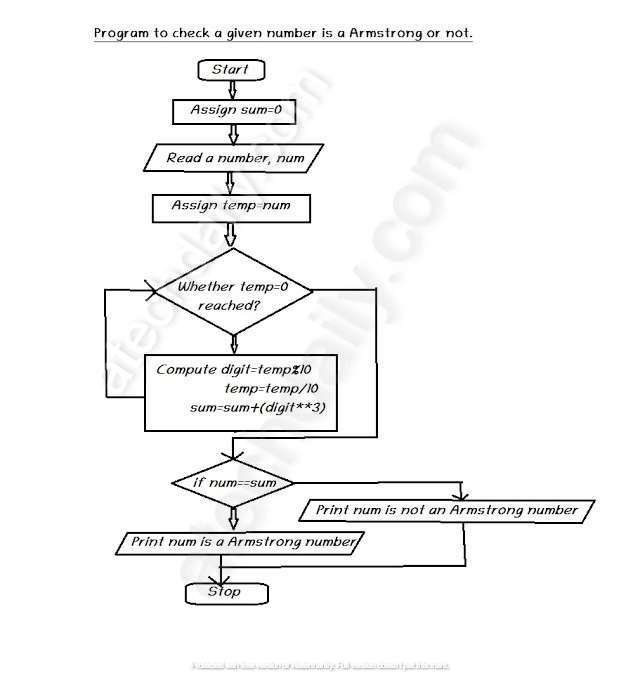 Program to check a given number is a Armstrong or not.
Start
Assign sum=0
Read a number, num
Assign temp=num
Whether temp=0
reached?
Compute digit=temp%10
temp=temp/10
sum=sum+(digit**3)
if num==sum
Print num is not an Armstrong number
Print num is a Armstrong number
Stop